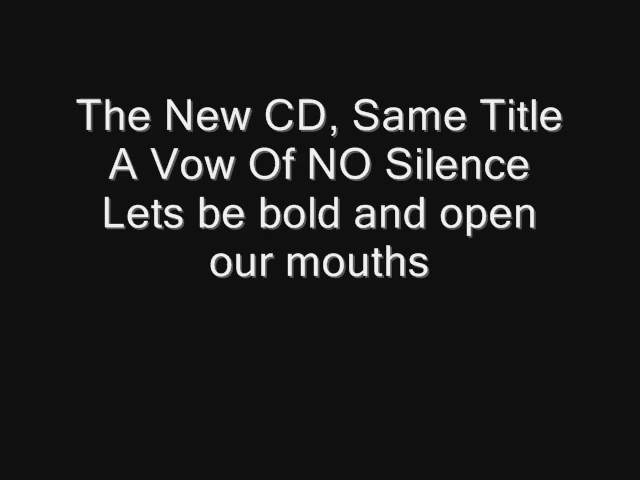 The New CD, Same Title
A Vow Of NO Silence
Lets be bold and open
our mouths